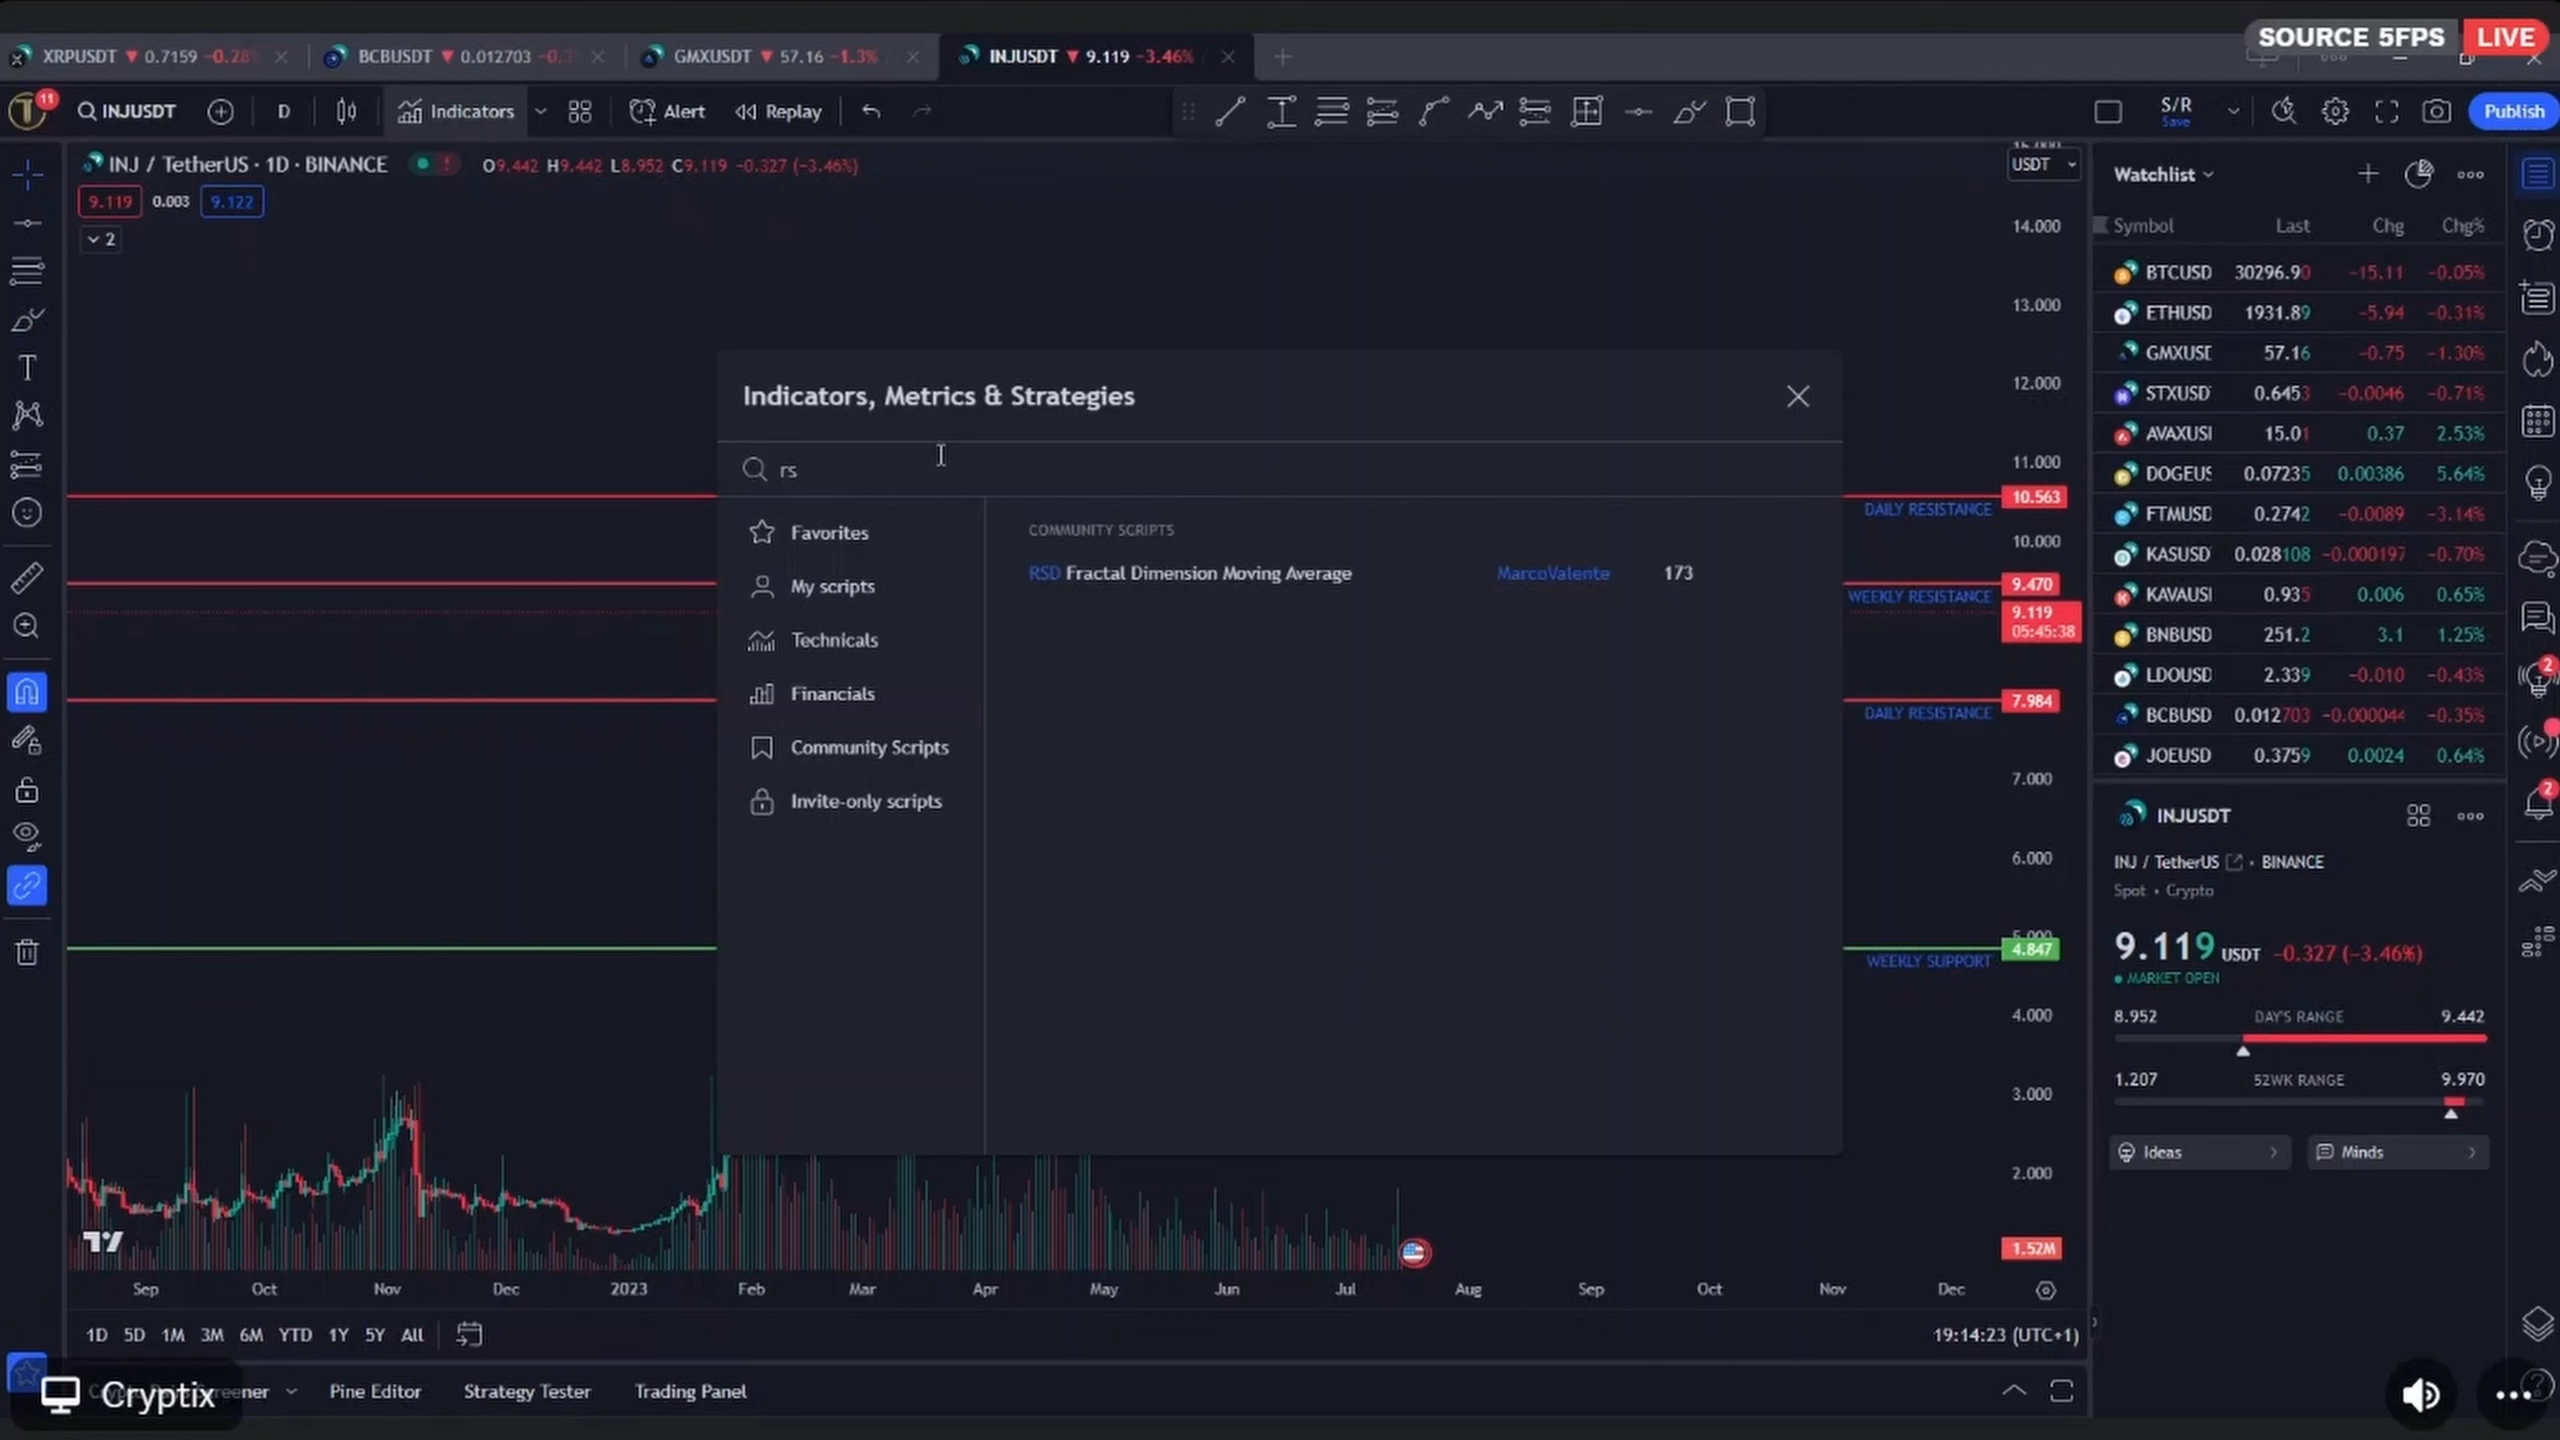 SOURCE 5FPS LIVE
XRPUSDT 0.7159 −0.28
BCBUSDT 0.012703
GMXUSDT 57.16 −1.3%
INJUSDT 9.119 −3.46%
11
INJUSDT
D
Indicators
Alert
Replay
S/R
Save
Publish
INJ / TetherUS · 1D · BINANCE
O9.442 H9.442 L8.952 C9.119 −0.327 (−3.46%)
9.119 0.003 9.122
2
USDT
14.000
13.000
12.000
11.000
10.563
DAILY RESISTANCE
10.000
9.470
WEEKLY RESISTANCE
9.119
05:45:38
7.984
DAILY RESISTANCE
7.000
6.000
4.847
WEEKLY SUPPORT
4.000
3.000
2.000
1.52M
Indicators, Metrics & Strategies
rs
Favorites
My scripts
Technicals
Financials
Community Scripts
Invite-only scripts
COMMUNITY SCRIPTS
RSD Fractal Dimension Moving Average MarcoValente 173
Sep Oct Nov Dec 2023 Feb Mar Apr May Jun Jul Aug Sep Oct Nov Dec
1D 5D 1M 3M 6M YTD 1Y 5Y All
19:14:23 (UTC+1)
Pine Editor
Strategy Tester
Trading Panel
Cryptix
Watchlist
Symbol Last Chg Chg%
BTCUSD 30296.90 −15.11 −0.05%
ETHUSD 1931.89 −5.94 −0.31%
GMXUSD 57.16 −0.75 −1.30%
STXUSD 0.6453 −0.0046 −0.71%
AVAXUSI 15.01 0.37 2.53%
DOGEUS 0.07235 0.00386 5.64%
FTMUSD 0.2742 −0.0089 −3.14%
KASUSD 0.028108 −0.000197 −0.70%
KAVAUSI 0.935 0.006 0.65%
BNBUSD 251.2 3.1 1.25%
LDOUSD 2.339 −0.010 −0.43%
BCBUSD 0.012703 −0.000044 −0.35%
JOEUSD 0.3759 0.0024 0.64%
INJUSDT
INJ / TetherUS · BINANCE
Spot · Crypto
9.119 USDT −0.327 (−3.46%)
MARKET OPEN
8.952 DAY'S RANGE 9.442
1.207 52WK RANGE 9.970
Ideas
Minds
2
2